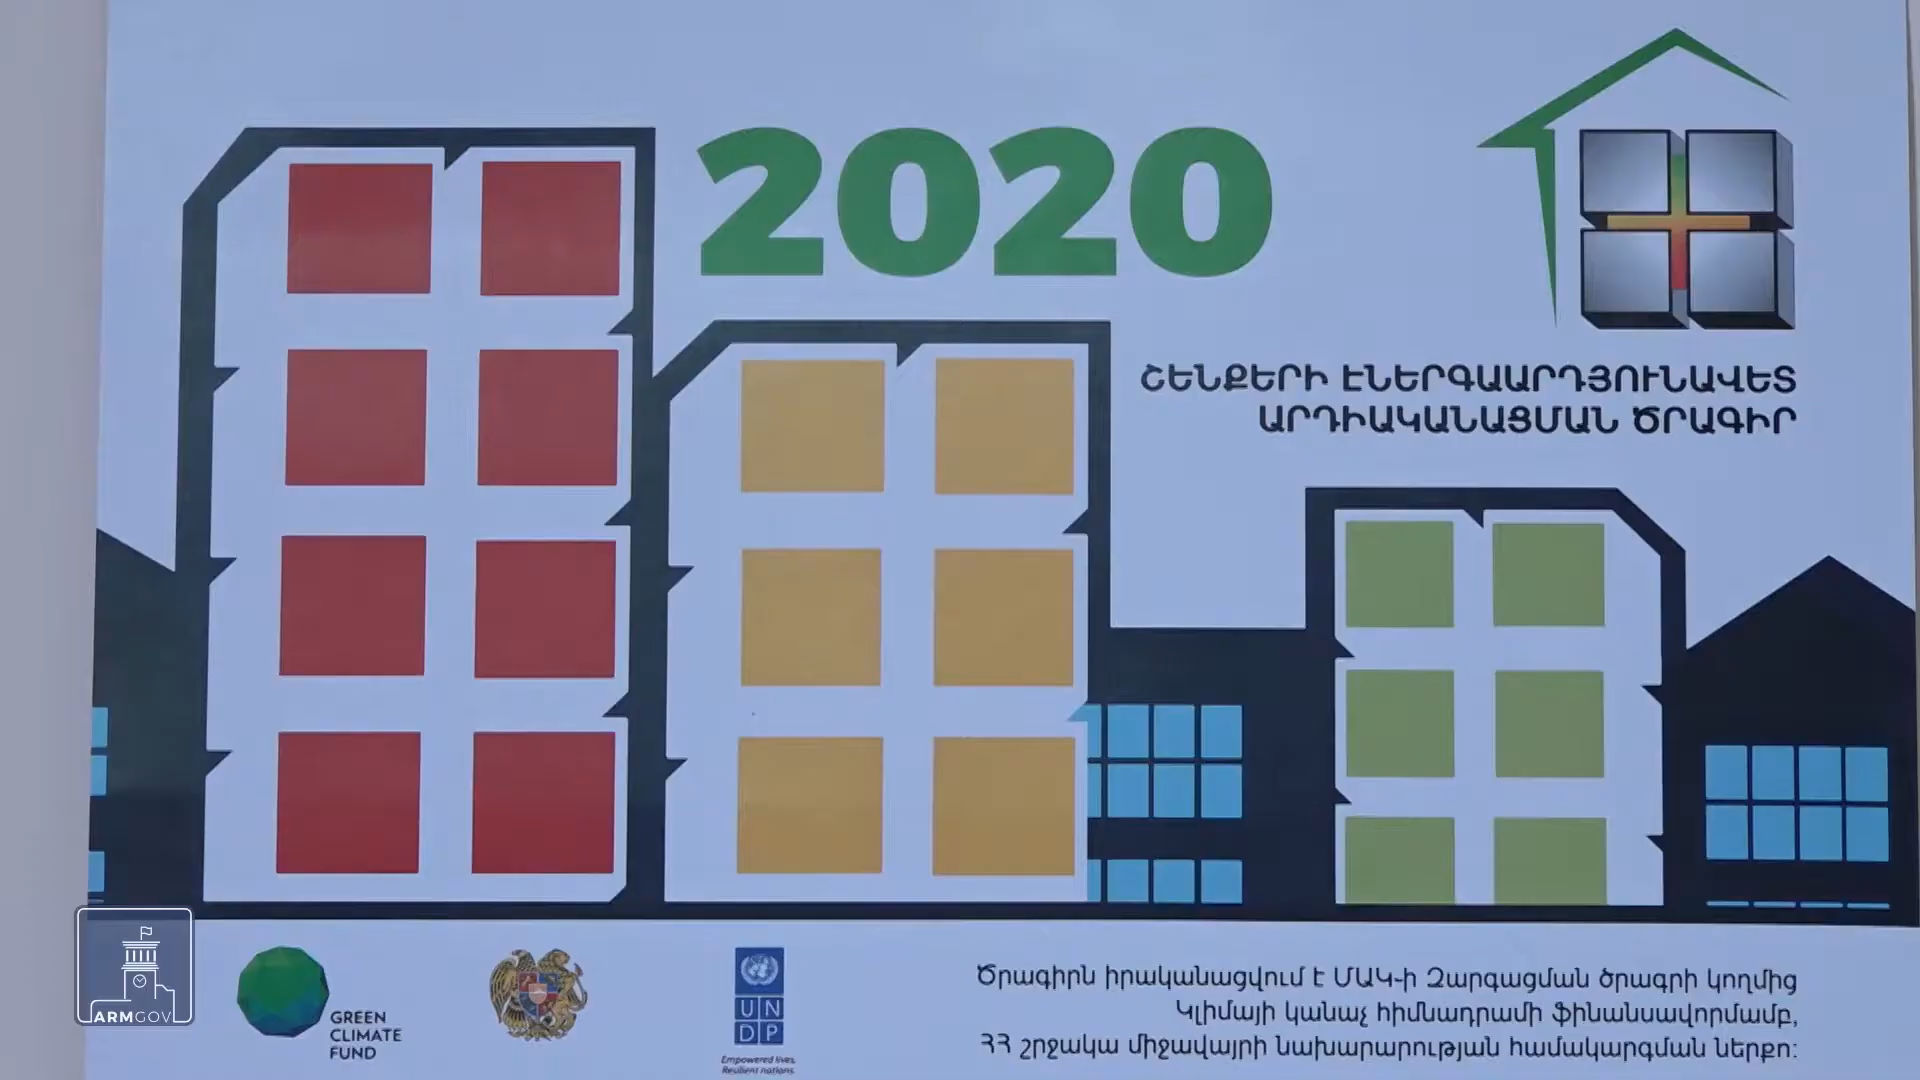 2020
ՇԵՆՔԵՐԻ ԷՆԵՐԳԱԱՐԴՅՈՒՆԱՎԵՏ
ԱՐԴԻԱԿԱՆԱՑՄԱՆ ԾՐԱԳԻՐ
ARMGOV
GREEN
CLIMATE
FUND
UN
DP
Empowered lives.
Resilient nations.
Ծրագիրն իրականացվում է ՄԱԿ-ի Զարգացման ծրագրի կողմից
Կլիմայի կանաչ հիմնադրամի ֆինանսավորմամբ,
ՀՀ շրջակա միջավայրի նախարարության համակարգման ներքո: